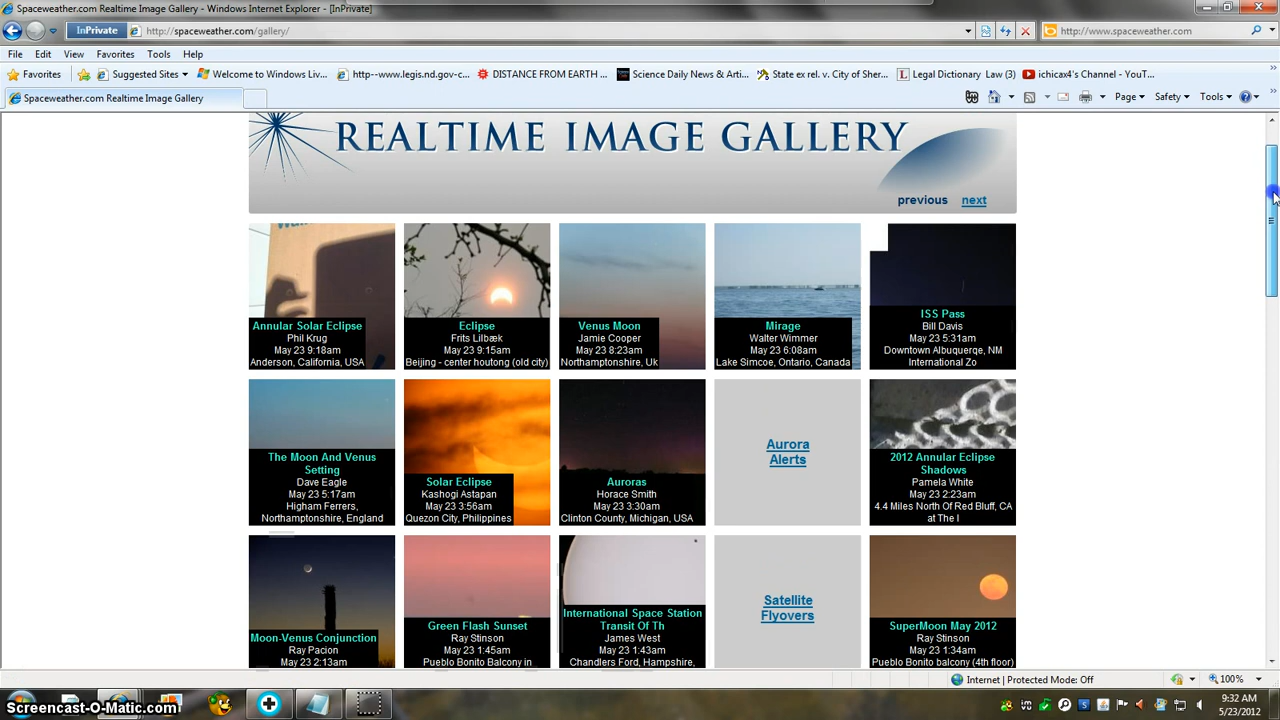 Spaceweather.com Realtime Image Gallery - Windows Internet Explorer - [InPrivate]
InPrivate
http://spaceweather.com/gallery/
http://www.spaceweather.com
File Edit View Favorites Tools Help
Favorites Suggested Sites Welcome to Windows Liv... http--www.legis.nd.gov-c... DISTANCE FROM EARTH ... Science Daily News & Arti... State ex rel. v. City of Sher... Legal Dictionary Law (3) ichicax4's Channel - YouT...
Spaceweather.com Realtime Image Gallery
Page Safety Tools
REALTIME IMAGE GALLERY
previous next
Annular Solar Eclipse
Phil Krug
May 23 9:18am
Anderson, California, USA
Eclipse
Frits Lilbæk
May 23 9:15am
Beijing - center houtong (old city)
Venus Moon
Jamie Cooper
May 23 8:23am
Northamptonshire, Uk
Mirage
Walter Wimmer
May 23 6:08am
Lake Simcoe, Ontario, Canada
ISS Pass
Bill Davis
May 23 5:31am
Downtown Albuquerqe, NM
International Zo
The Moon And Venus
Setting
Dave Eagle
May 23 5:17am
Higham Ferrers,
Northamptonshire, England
Solar Eclipse
Kashogi Astapan
May 23 3:56am
Quezon City, Philippines
Auroras
Horace Smith
May 23 3:30am
Clinton County, Michigan, USA
Aurora
Alerts
2012 Annular Eclipse
Shadows
Pamela White
May 23 2:23am
4.4 Miles North Of Red Bluff, CA
at The I
Moon-Venus Conjunction
Ray Pacion
May 23 2:13am
Green Flash Sunset
Ray Stinson
May 23 1:45am
Pueblo Bonito Balcony in
International Space Station
Transit Of Th
James West
May 23 1:43am
Chandlers Ford, Hampshire,
Satellite
Flyovers
SuperMoon May 2012
Ray Stinson
May 23 1:34am
Pueblo Bonito balcony (4th floor)
Internet | Protected Mode: Off
100%
Screencast-O-Matic.com
9:32 AM
5/23/2012